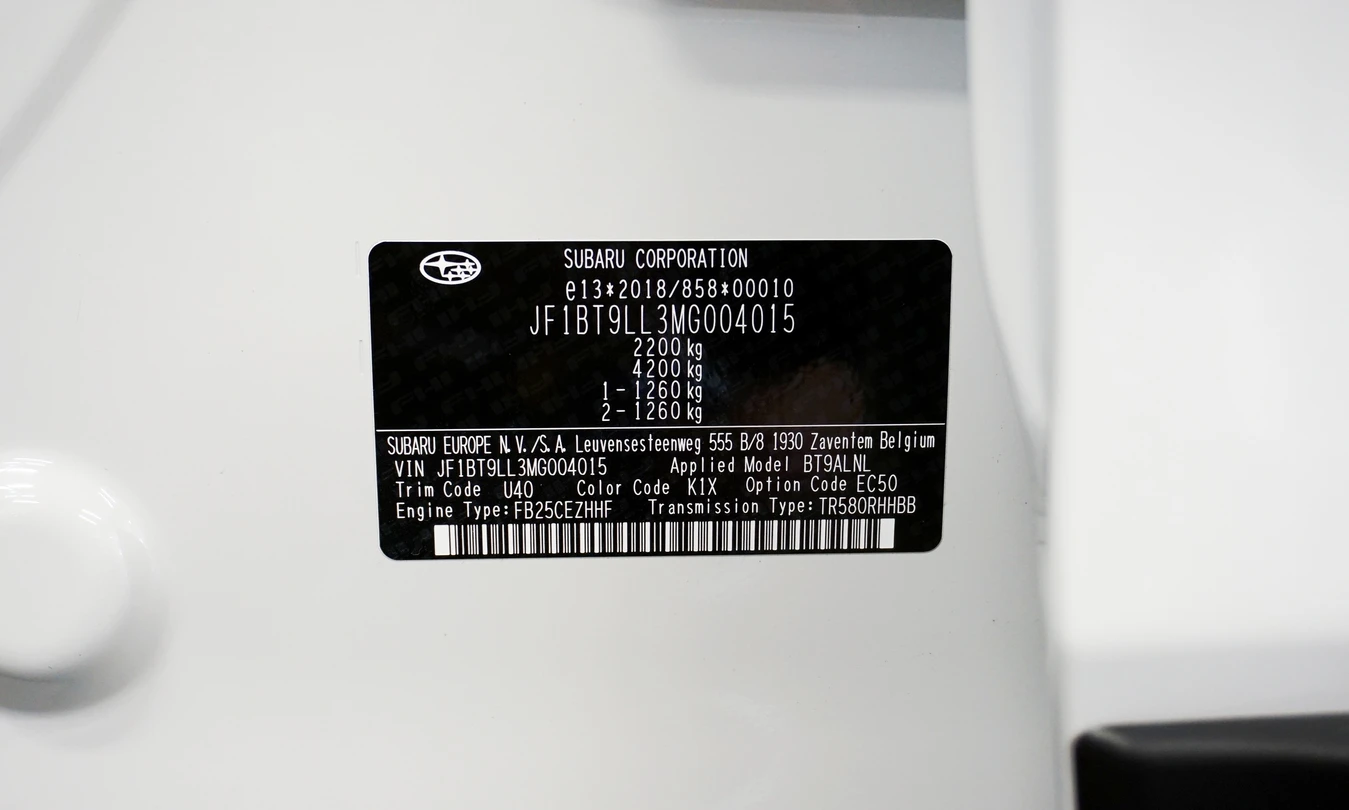 SUBARU CORPORATION
e13*2018/858*00010
JF1BT9LL3MG004015
2200 kg
4200 kg
1 - 1260 kg
2 - 1260 kg
SUBARU EUROPE N.V./S.A. Leuvensesteenweg 555 B/8 1930 Zaventem Belgium
VIN JF1BT9LL3MG004015 Applied Model BT9ALNL
Trim Code U40 Color Code K1X Option Code EC50
Engine Type:FB25CEZHHF Transmission Type:TR580RHHBB